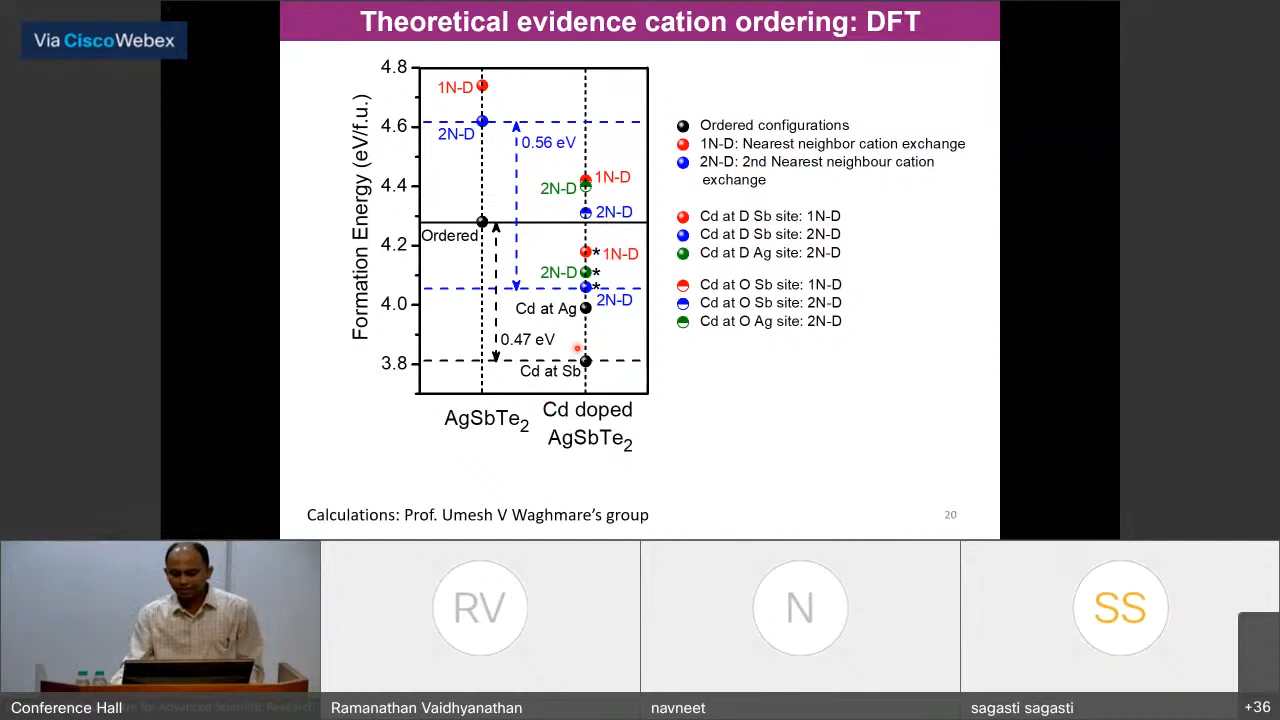 Theoretical evidence cation ordering: DFT
Via CiscoWebex
Formation Energy (eV/f.u.)
4.8
4.6
4.4
4.2
4.0
3.8
1N-D
2N-D
0.56 eV
1N-D
2N-D
2N-D
Ordered
* 1N-D
2N-D *
*
2N-D
Cd at Ag
0.47 eV
Cd at Sb
AgSbTe2
Cd doped
AgSbTe2
Ordered configurations
1N-D: Nearest neighbor cation exchange
2N-D: 2nd Nearest neighbour cation
exchange
Cd at D Sb site: 1N-D
Cd at D Sb site: 2N-D
Cd at D Ag site: 2N-D
Cd at O Sb site: 1N-D
Cd at O Sb site: 2N-D
Cd at O Ag site: 2N-D
Calculations: Prof. Umesh V Waghmare's group
20
RV
N
SS
Conference Hall
for Advanced Scientific Research
Ramanathan Vaidhyanathan
navneet
sagasti sagasti
+36